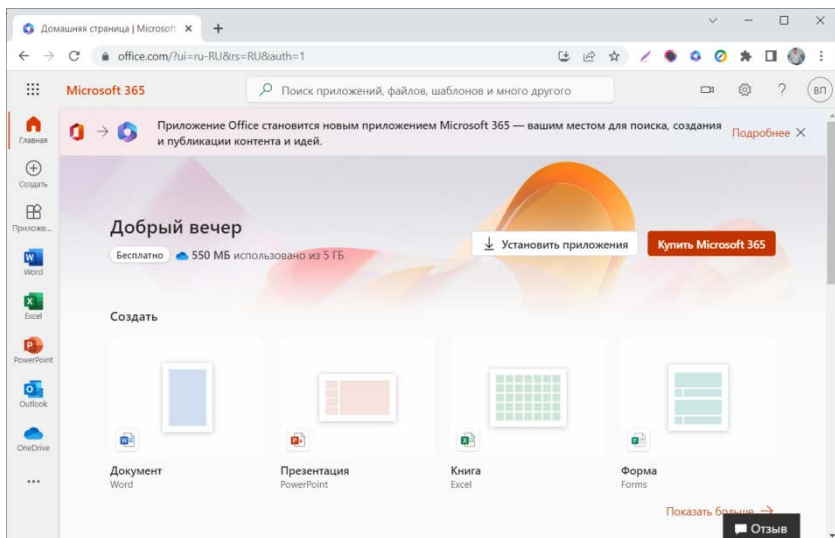 Домашняя страница | Microsoft
office.com/?ui=ru-RU&rs=RU&auth=1
Microsoft 365
Поиск приложений, файлов, шаблонов и много другого
ВП
Приложение Office становится новым приложением Microsoft 365 — вашим местом для поиска, создания
и публикации контента и идей.
Подробнее
Главная
Создать
Приложе...
Word
Excel
PowerPoint
Outlook
OneDrive
Добрый вечер
Бесплатно 550 МБ использовано из 5 ГБ
Установить приложения
Купить Microsoft 365
Создать
Документ
Word
Презентация
PowerPoint
Книга
Excel
Форма
Forms
Показать больше
Отзыв